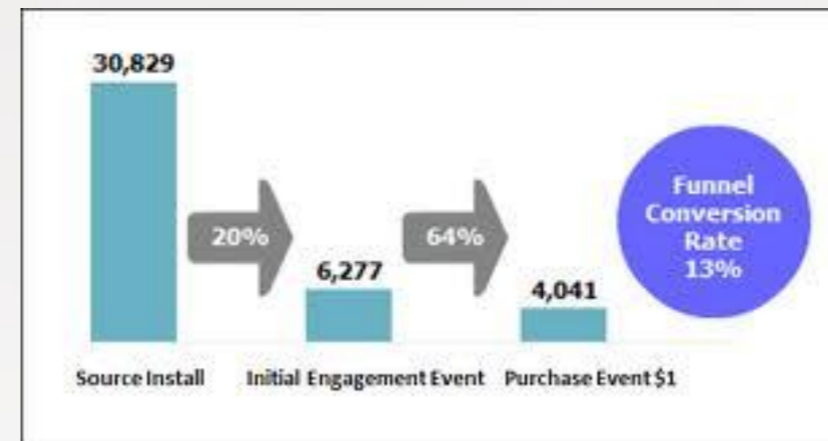 30,829
20%
6,277
64%
4,041
Funnel
Conversion
Rate
13%
Source Install
Initial Engagement Event
Purchase Event $1